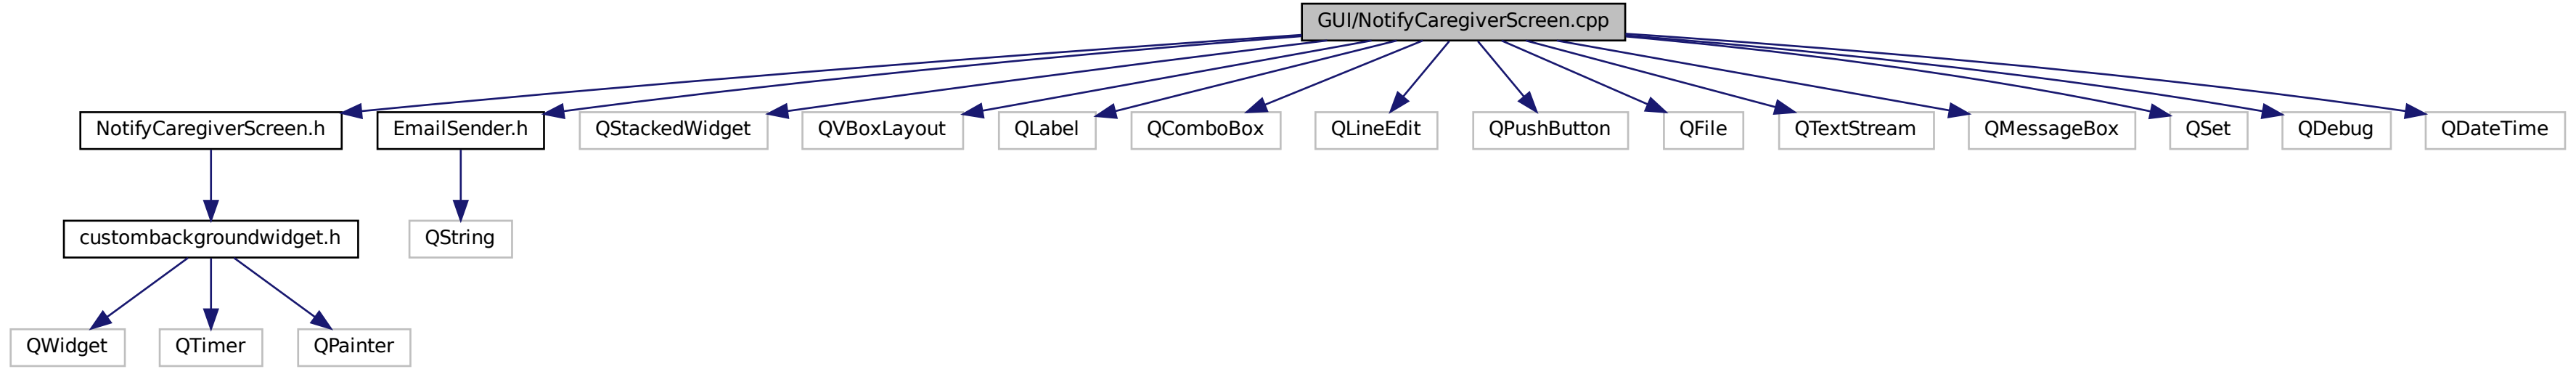 GUI/NotifyCaregiverScreen.cpp
NotifyCaregiverScreen.h
EmailSender.h
QStackedWidget
QVBoxLayout
QLabel
QComboBox
QLineEdit
QPushButton
QFile
QTextStream
QMessageBox
QSet
QDebug
QDateTime
custombackgroundwidget.h
QString
QWidget
QTimer
QPainter